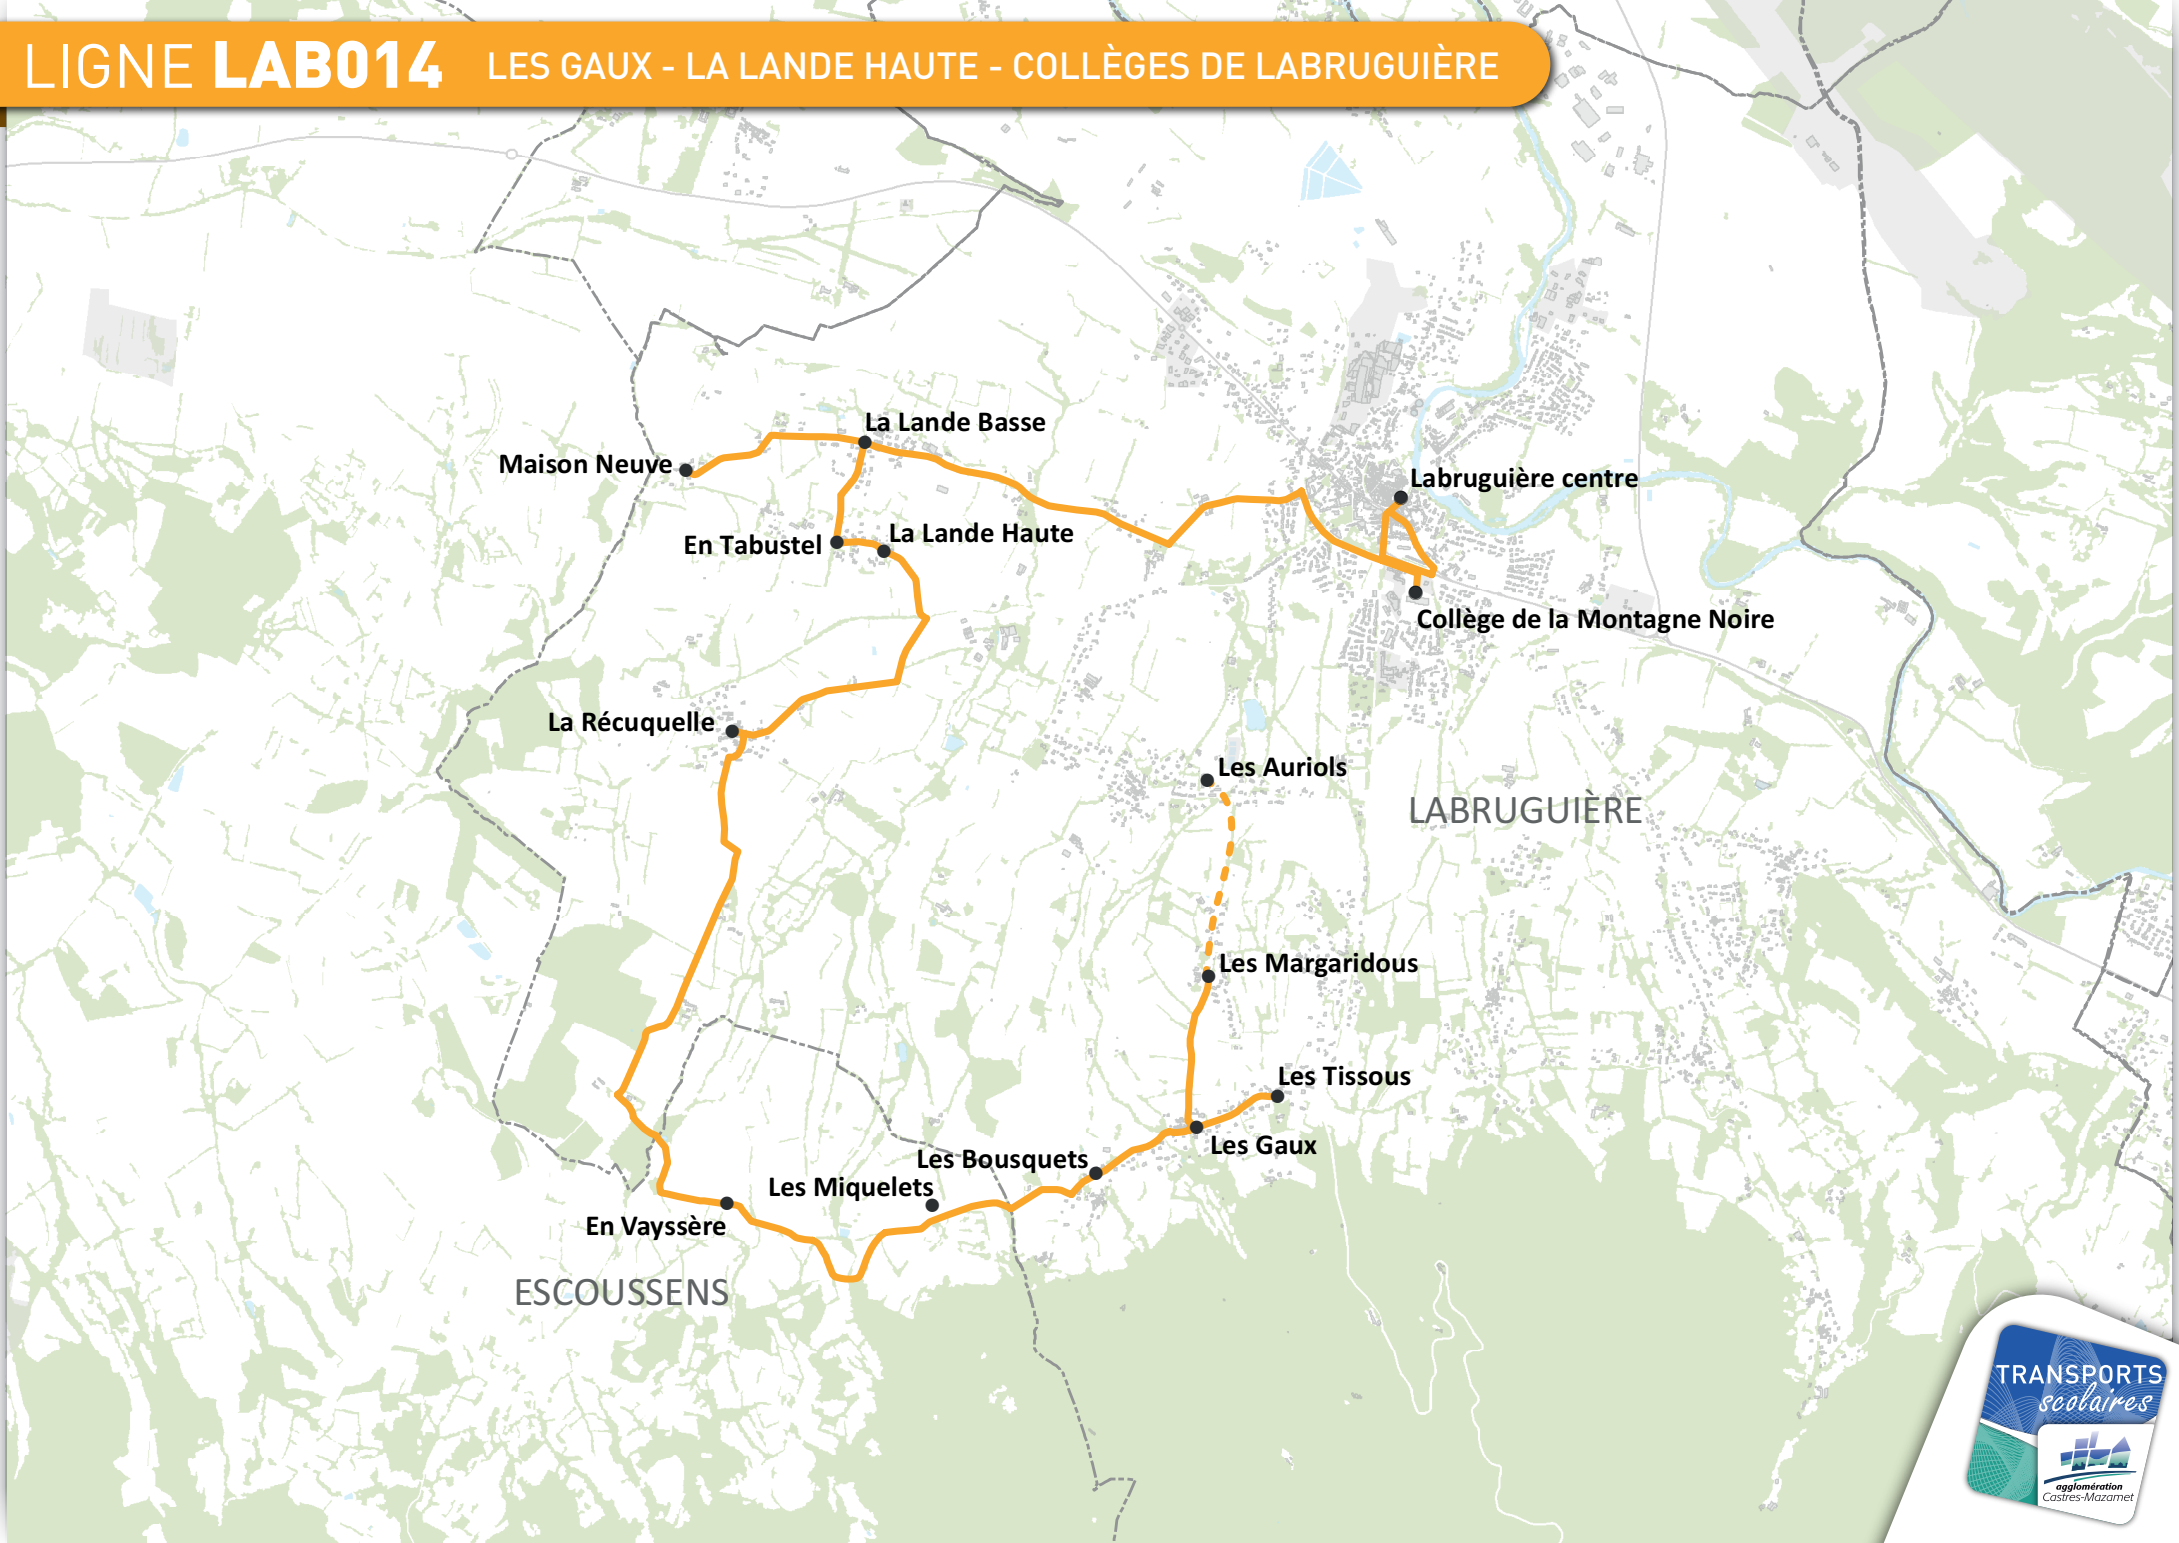 LIGNE LAB014 LES GAUX - LA LANDE HAUTE - COLLÈGES DE LABRUGUIÈRE
La Lande Basse
Maison Neuve
Labruguière centre
La Lande Haute
En Tabustel
Collège de la Montagne Noire
La Récuquelle
Les Auriols
LABRUGUIÈRE
Les Margaridous
Les Tissous
Les Gaux
Les Bousquets
Les Miquelets
En Vayssère
ESCOUSSENS
TRANSPORTS
scolaires
agglomération
Castres-Mazamet